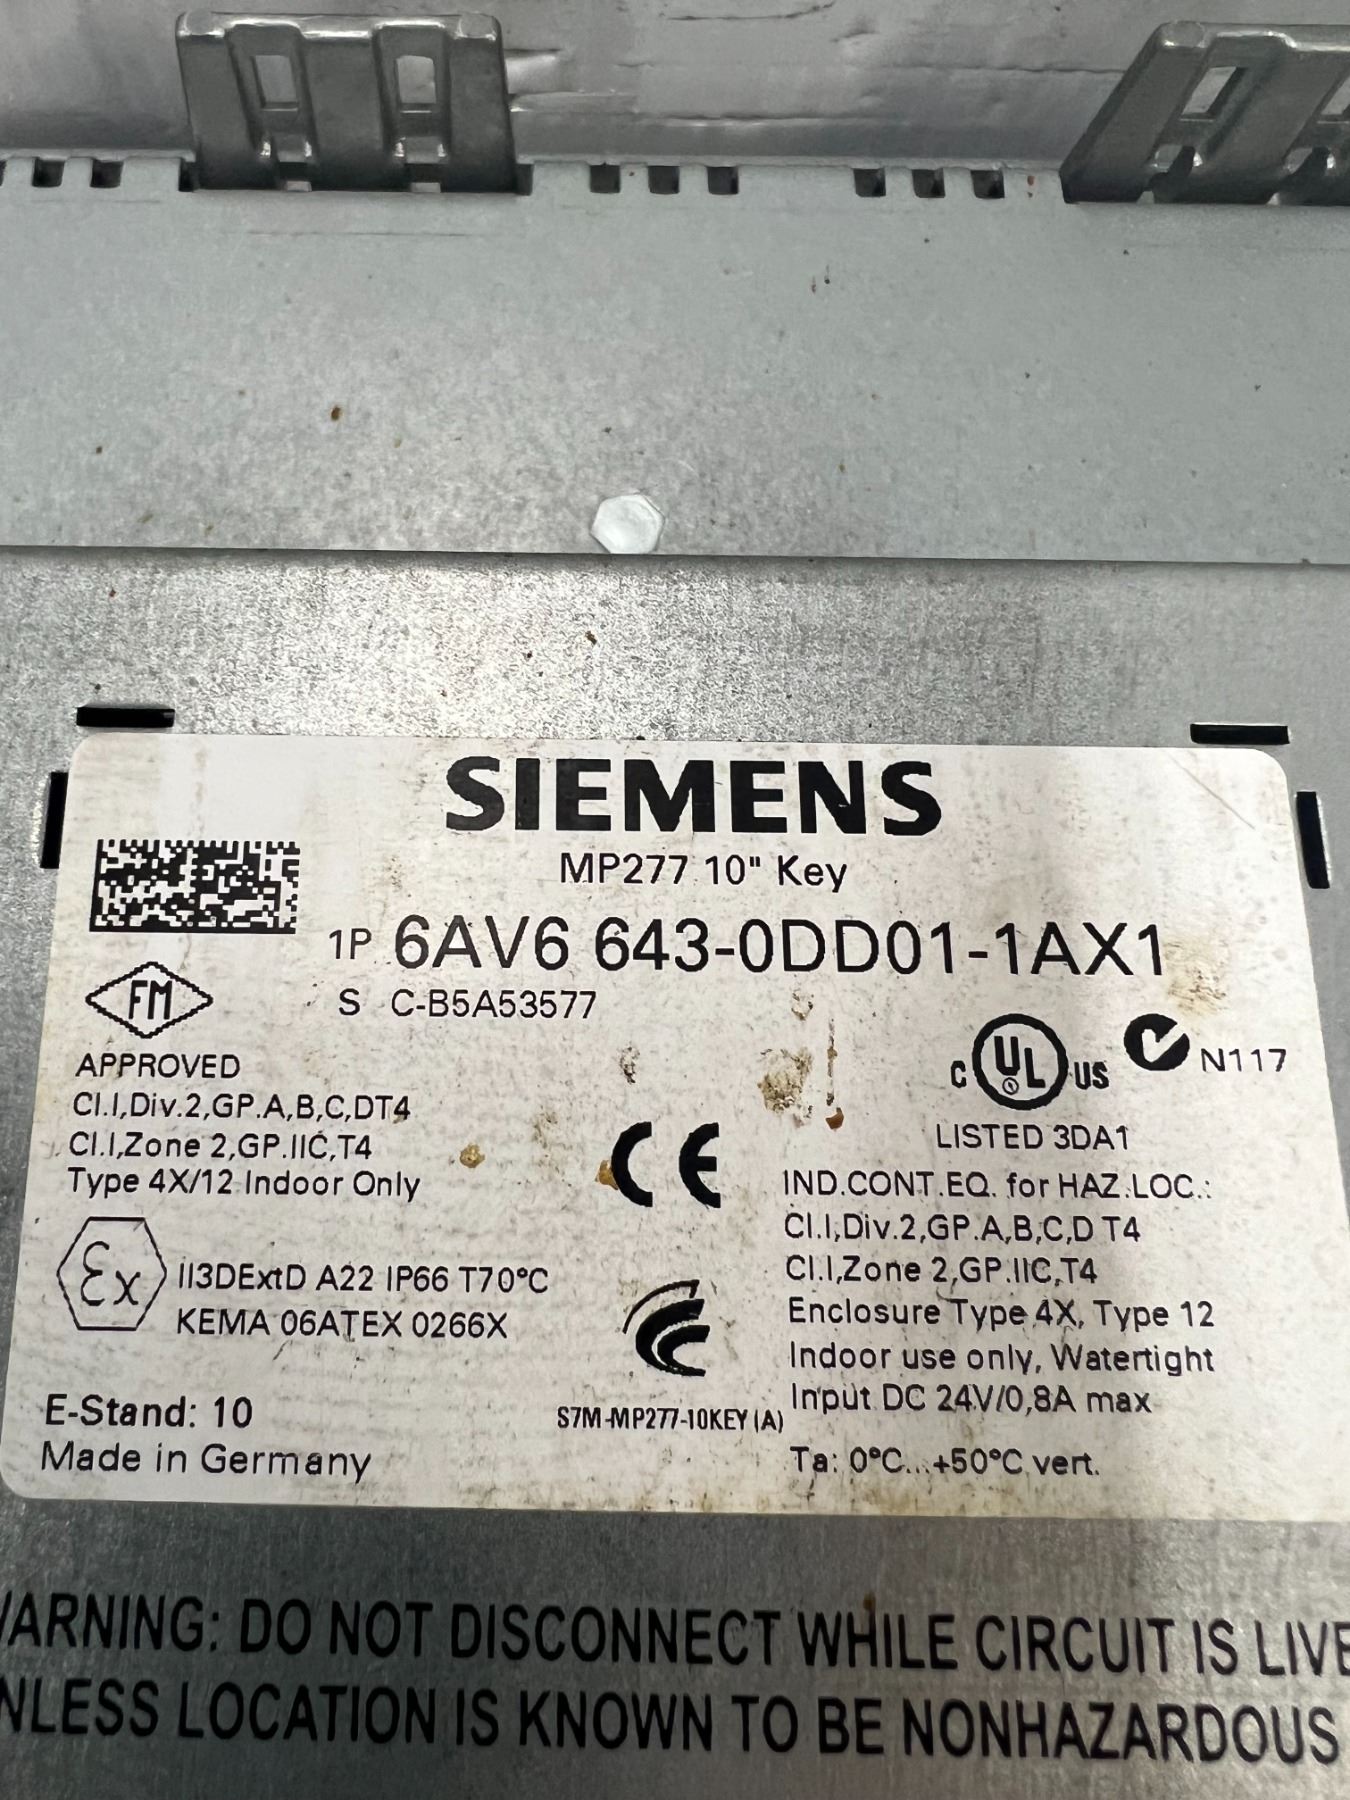 SIEMENS
MP277 10" Key
1P 6AV6 643-0DD01-1AX1
S C-B5A53577
FM
APPROVED
Cl.I,Div.2,GP.A,B,C,DT4
Cl.I,Zone 2,GP.IIC,T4
Type 4X/12 Indoor Only
Ex II3DExtD A22 IP66 T70°C
KEMA 06ATEX 0266X
E-Stand: 10
Made in Germany
CE
S7M-MP277-10KEY (A)
C UL US N117
LISTED 3DA1
IND.CONT.EQ. for HAZ.LOC.:
Cl.I,Div.2,GP.A,B,C,D T4
Cl.I,Zone 2,GP.IIC,T4
Enclosure Type 4X, Type 12
Indoor use only, Watertight
Input DC 24V/0,8A max
Ta: 0°C...+50°C vert.
ARNING: DO NOT DISCONNECT WHILE CIRCUIT IS LIVE
NLESS LOCATION IS KNOWN TO BE NONHAZARDOUS